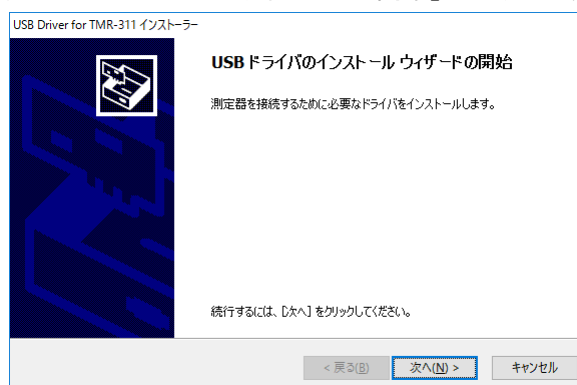 USB Driver for TMR-311 インストーラー
USB ドライバのインストール ウィザードの開始
測定器を接続するために必要なドライバをインストールします。
続行するには、[次へ] をクリックしてください。
< 戻る(B) 次へ(N) > キャンセル